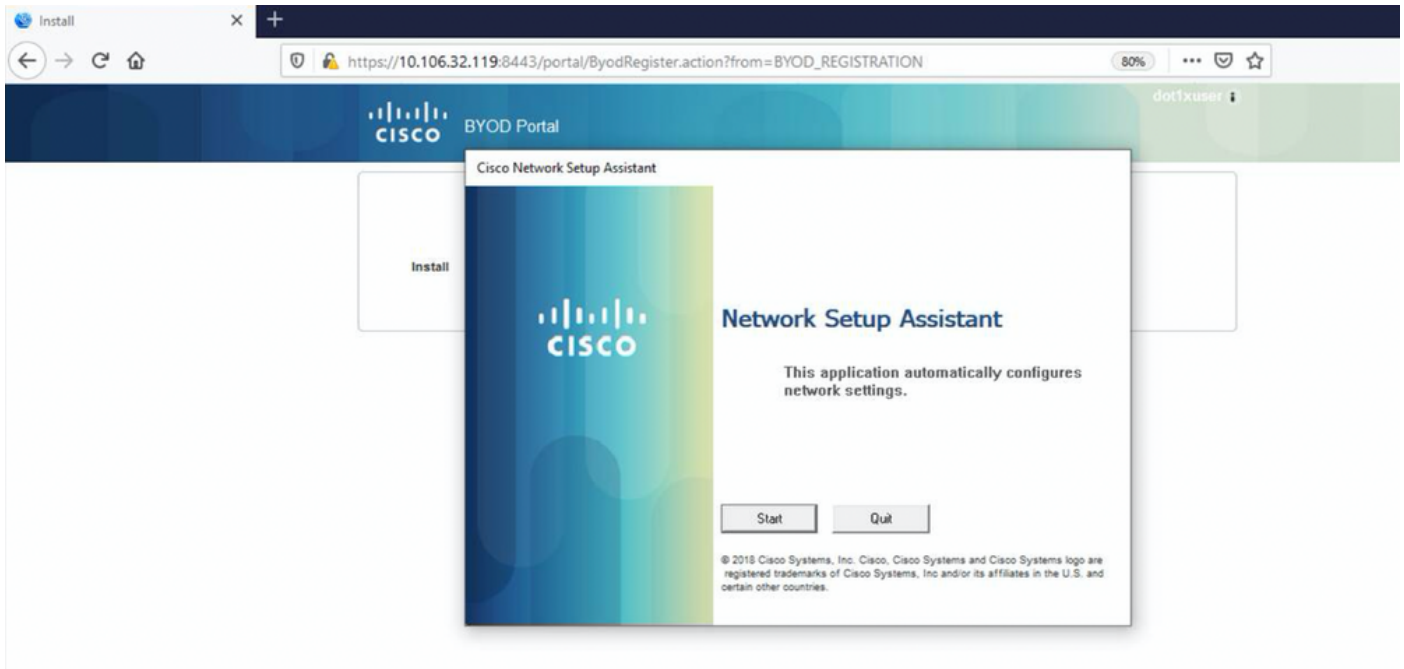 Install
https://10.106.32.119:8443/portal/ByodRegister.action?from=BYOD_REGISTRATION
80%
dot1xuser
CISCO
BYOD Portal
Cisco Network Setup Assistant
Install
CISCO
Network Setup Assistant
This application automatically configures
network settings.
Start
Quit
© 2018 Cisco Systems, Inc. Cisco, Cisco Systems and Cisco Systems logo are
registered trademarks of Cisco Systems, Inc and/or its affiliates in the U.S. and
certain other countries.